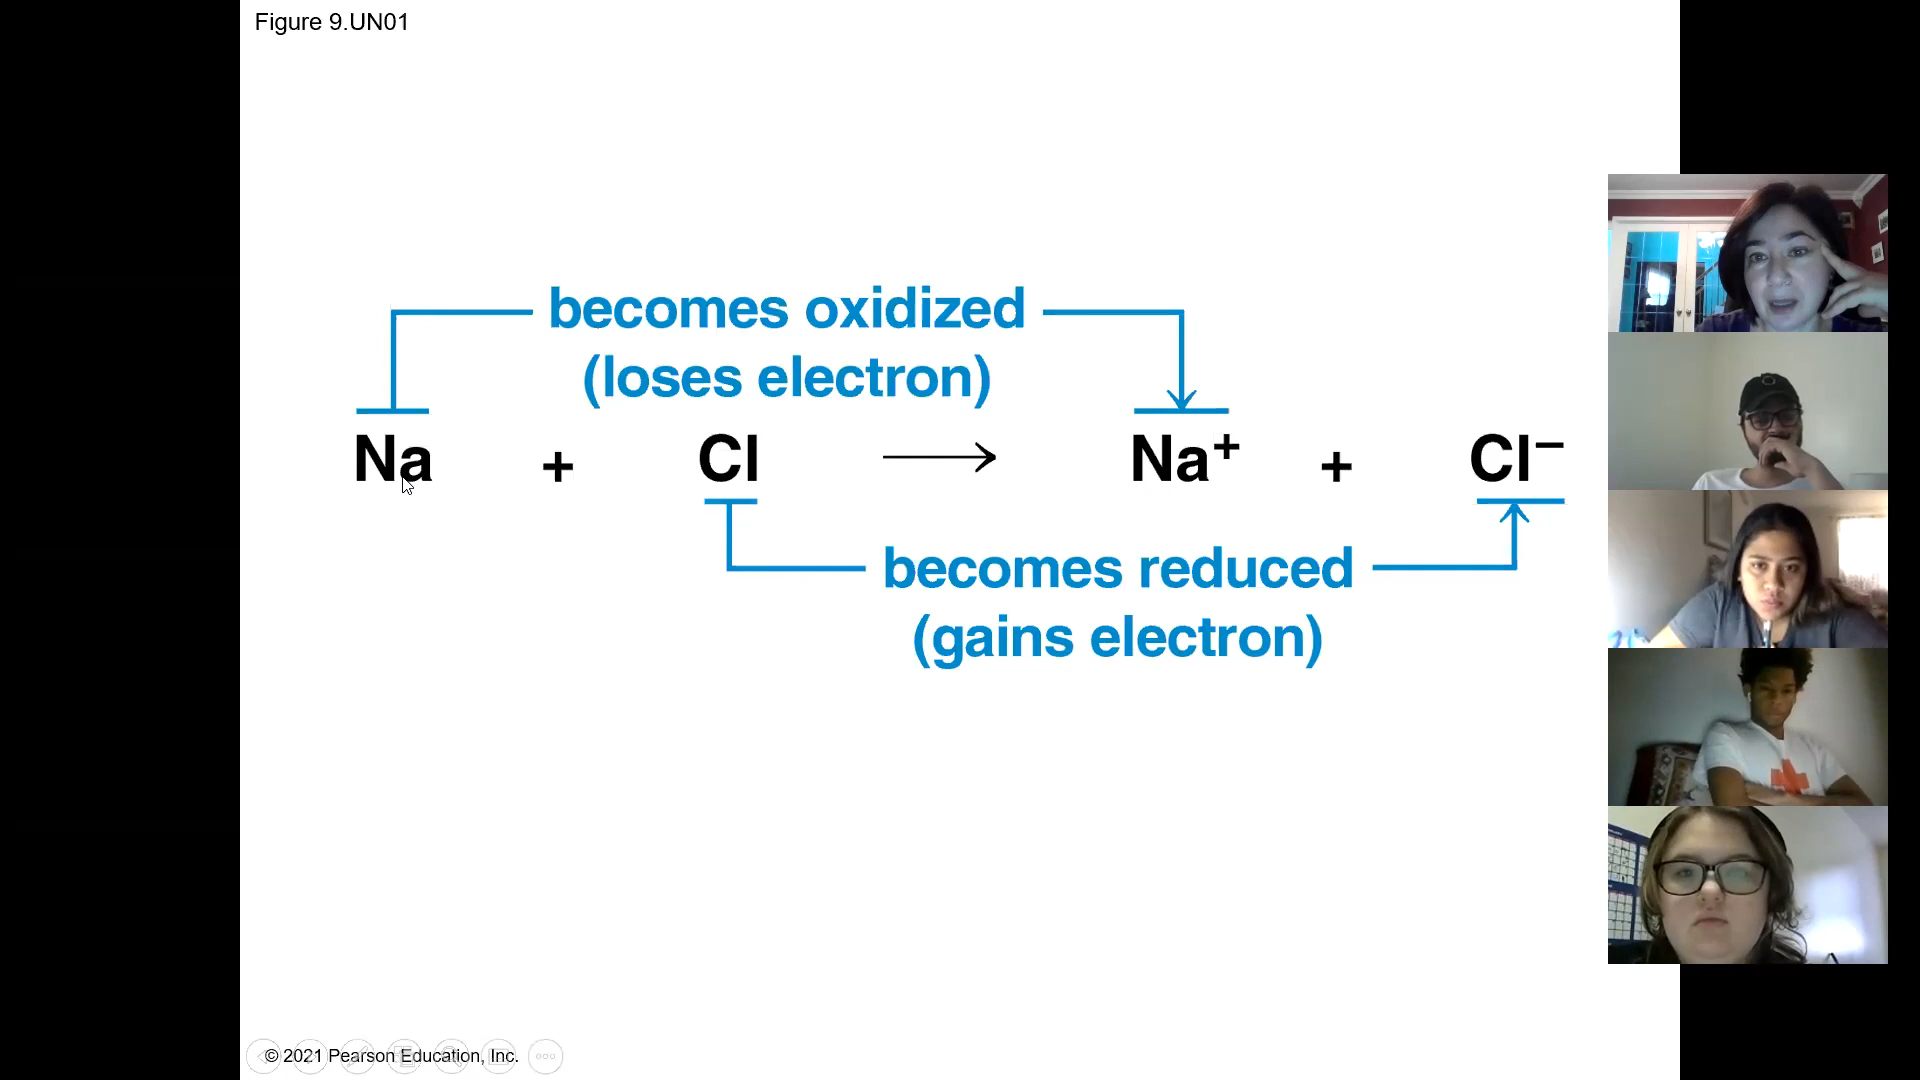 Figure 9.UN01
becomes oxidized
(loses electron)
Na + Cl → Na⁺ + Cl⁻
becomes reduced
(gains electron)
© 2021 Pearson Education, Inc.